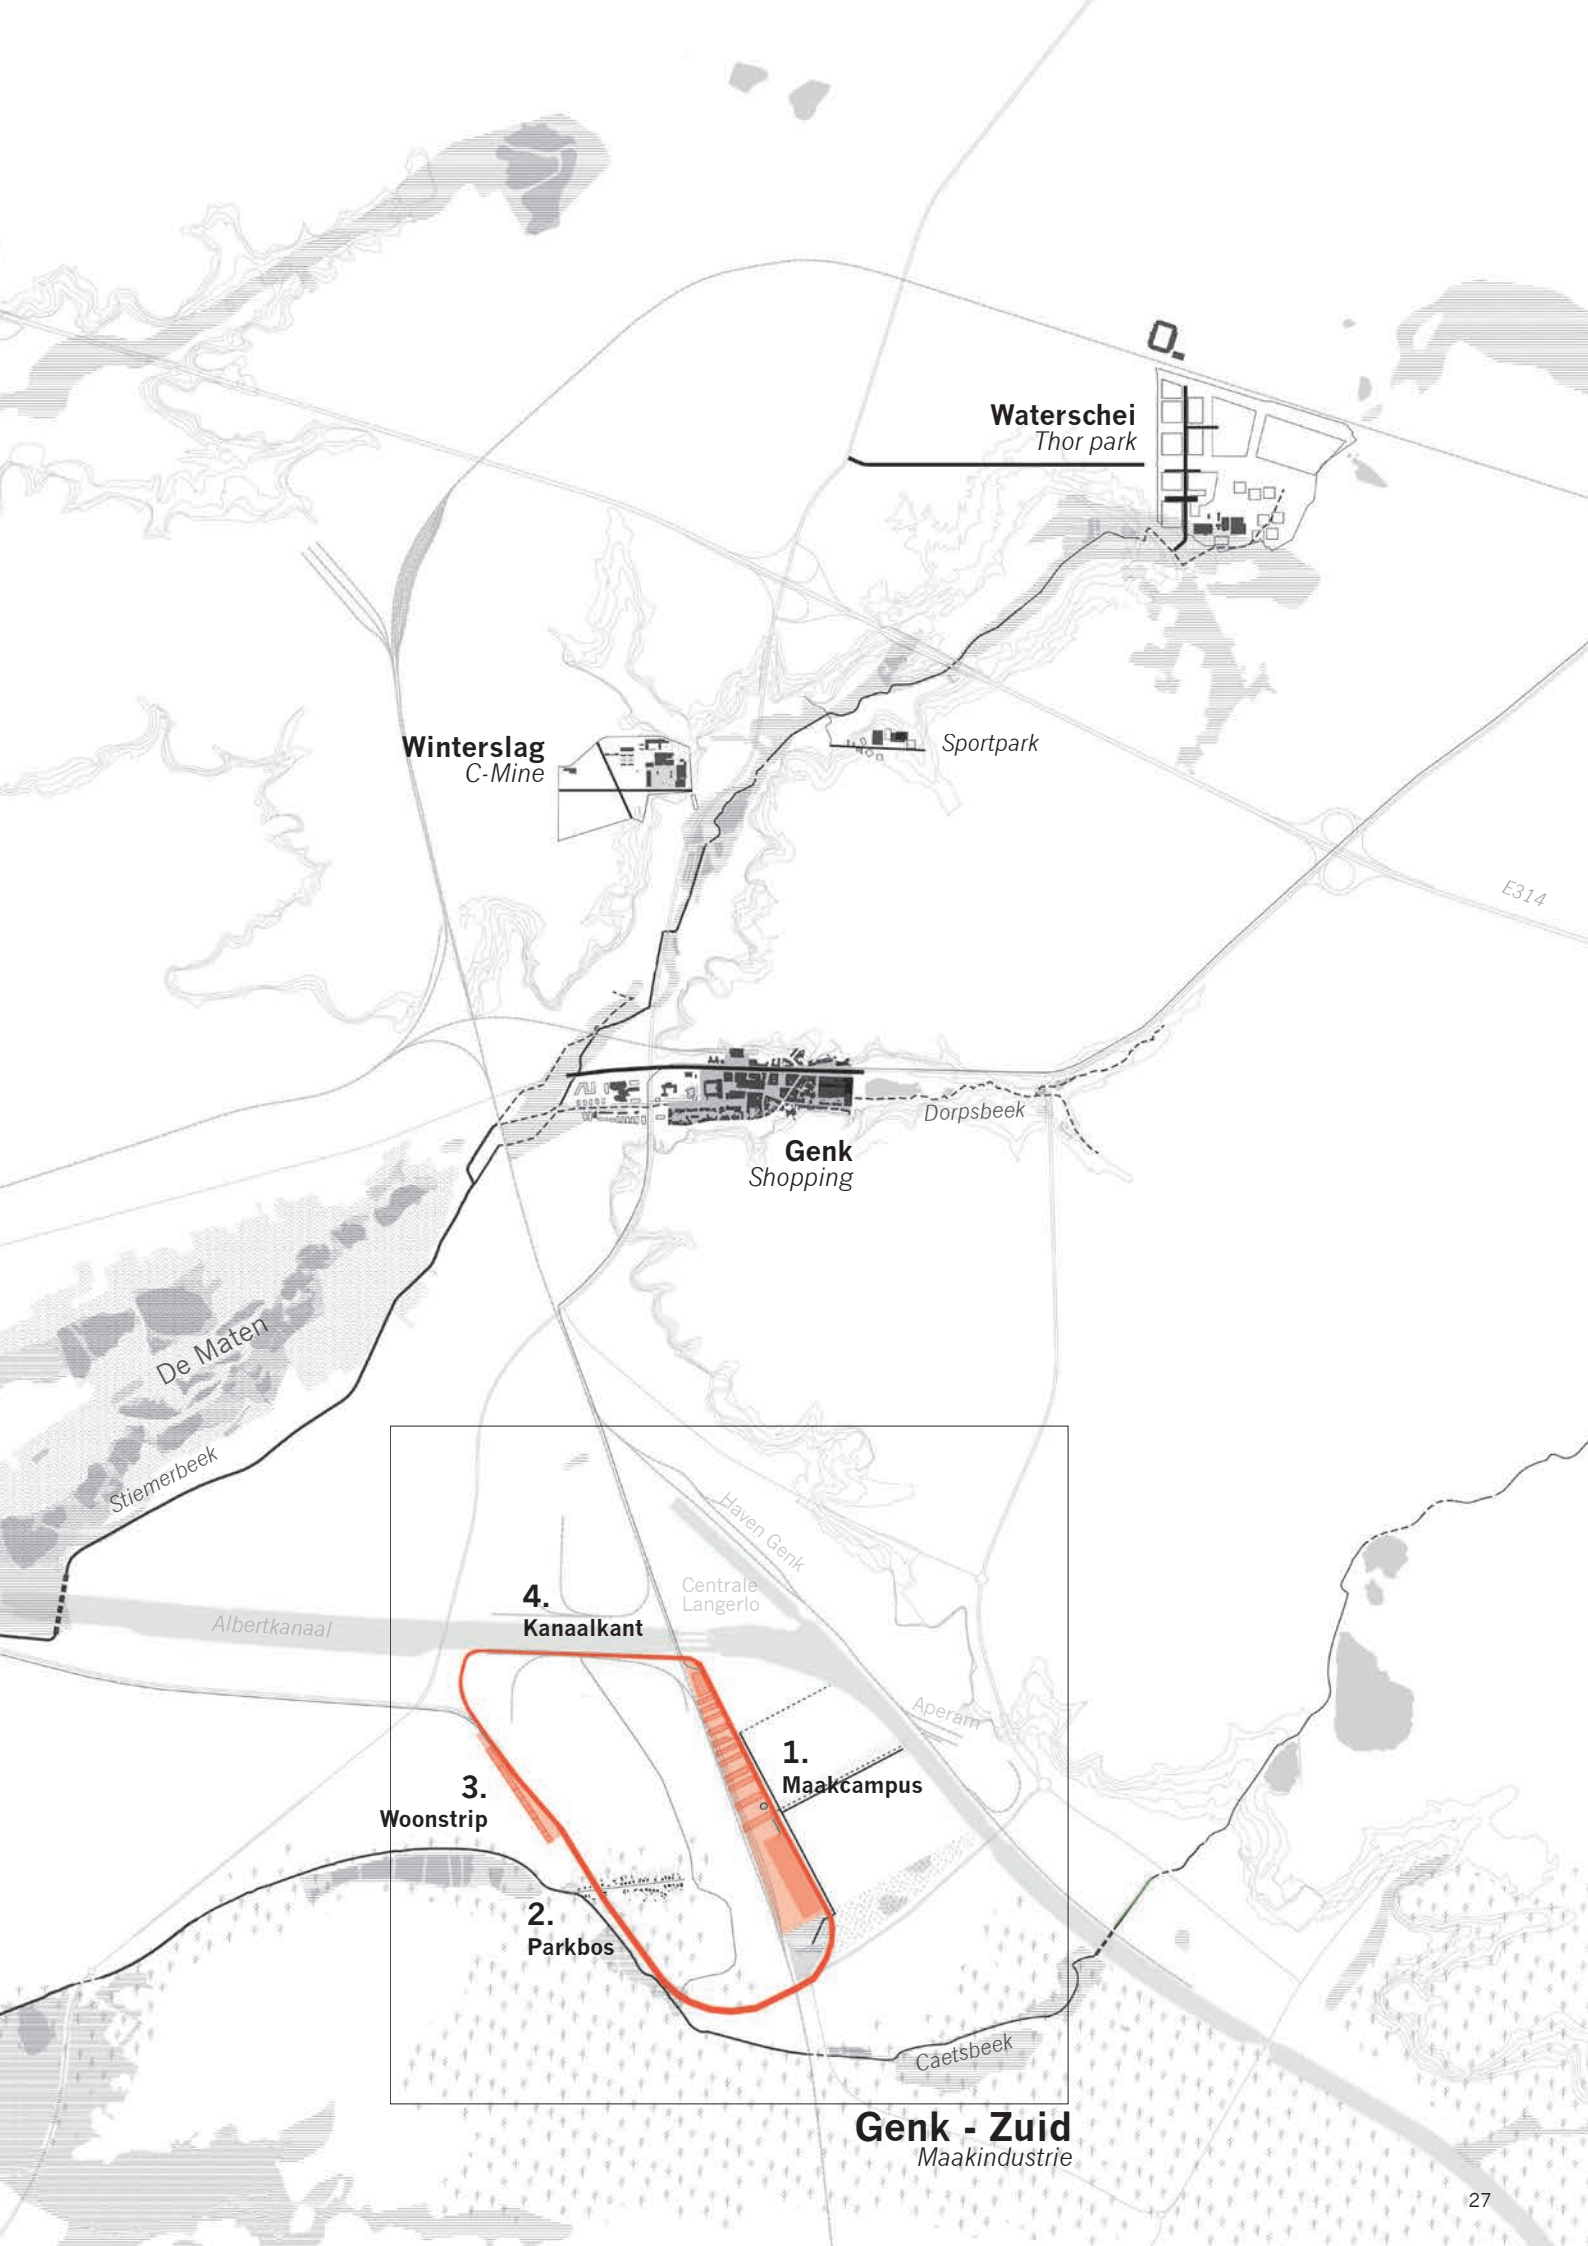 Waterschei
Thor park
Winterslag
C-Mine
Sportpark
E314
Dorpsbeek
Genk
Shopping
De Maten
Stiemerbeek
Haven Genk
Centrale
Langerlo
4.
Kanaalkant
Albertkanaal
Aperam
1.
Maakcampus
3.
Woonstrip
2.
Parkbos
Caetsbeek
Genk - Zuid
Maakindustrie
27